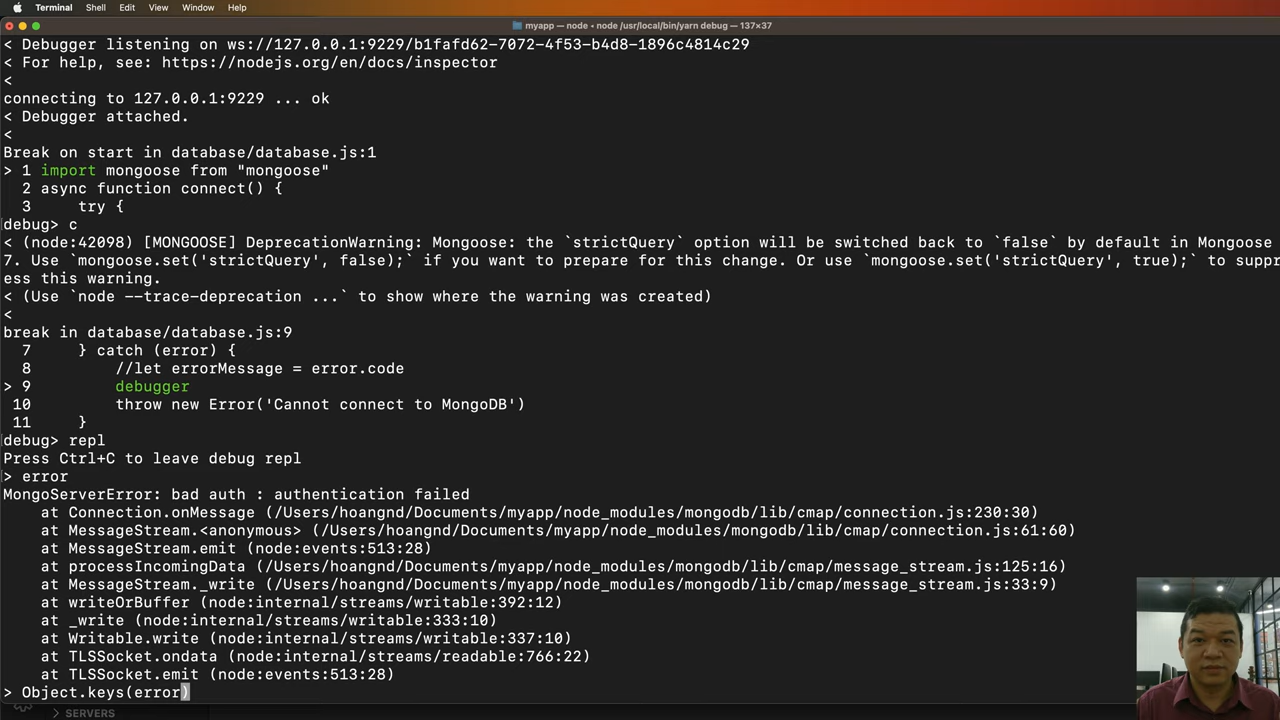 Terminal Shell Edit View Window Help
myapp — node ◂ node /usr/local/bin/yarn debug — 137×37
< Debugger listening on ws://127.0.0.1:9229/b1fafd62-7072-4f53-b4d8-1896c4814c29
< For help, see: https://nodejs.org/en/docs/inspector
<
connecting to 127.0.0.1:9229 ... ok
< Debugger attached.
<
Break on start in database/database.js:1
> 1 import mongoose from "mongoose"
2 async function connect() {
3 try {
debug> c
< (node:42098) [MONGOOSE] DeprecationWarning: Mongoose: the `strictQuery` option will be switched back to `false` by default in Mongoose
7. Use `mongoose.set('strictQuery', false);` if you want to prepare for this change. Or use `mongoose.set('strictQuery', true);` to suppr
ess this warning.
< (Use `node --trace-deprecation ...` to show where the warning was created)
<
break in database/database.js:9
7 } catch (error) {
8 //let errorMessage = error.code
> 9 debugger
10 throw new Error('Cannot connect to MongoDB')
11 }
debug> repl
Press Ctrl+C to leave debug repl
> error
MongoServerError: bad auth : authentication failed
at Connection.onMessage (/Users/hoangnd/Documents/myapp/node_modules/mongodb/lib/cmap/connection.js:230:30)
at MessageStream.<anonymous> (/Users/hoangnd/Documents/myapp/node_modules/mongodb/lib/cmap/connection.js:61:60)
at MessageStream.emit (node:events:513:28)
at processIncomingData (/Users/hoangnd/Documents/myapp/node_modules/mongodb/lib/cmap/message_stream.js:125:16)
at MessageStream._write (/Users/hoangnd/Documents/myapp/node_modules/mongodb/lib/cmap/message_stream.js:33:9)
at writeOrBuffer (node:internal/streams/writable:392:12)
at _write (node:internal/streams/writable:333:10)
at Writable.write (node:internal/streams/writable:337:10)
at TLSSocket.ondata (node:internal/streams/readable:766:22)
at TLSSocket.emit (node:events:513:28)
> Object.keys(error)
> SERVERS